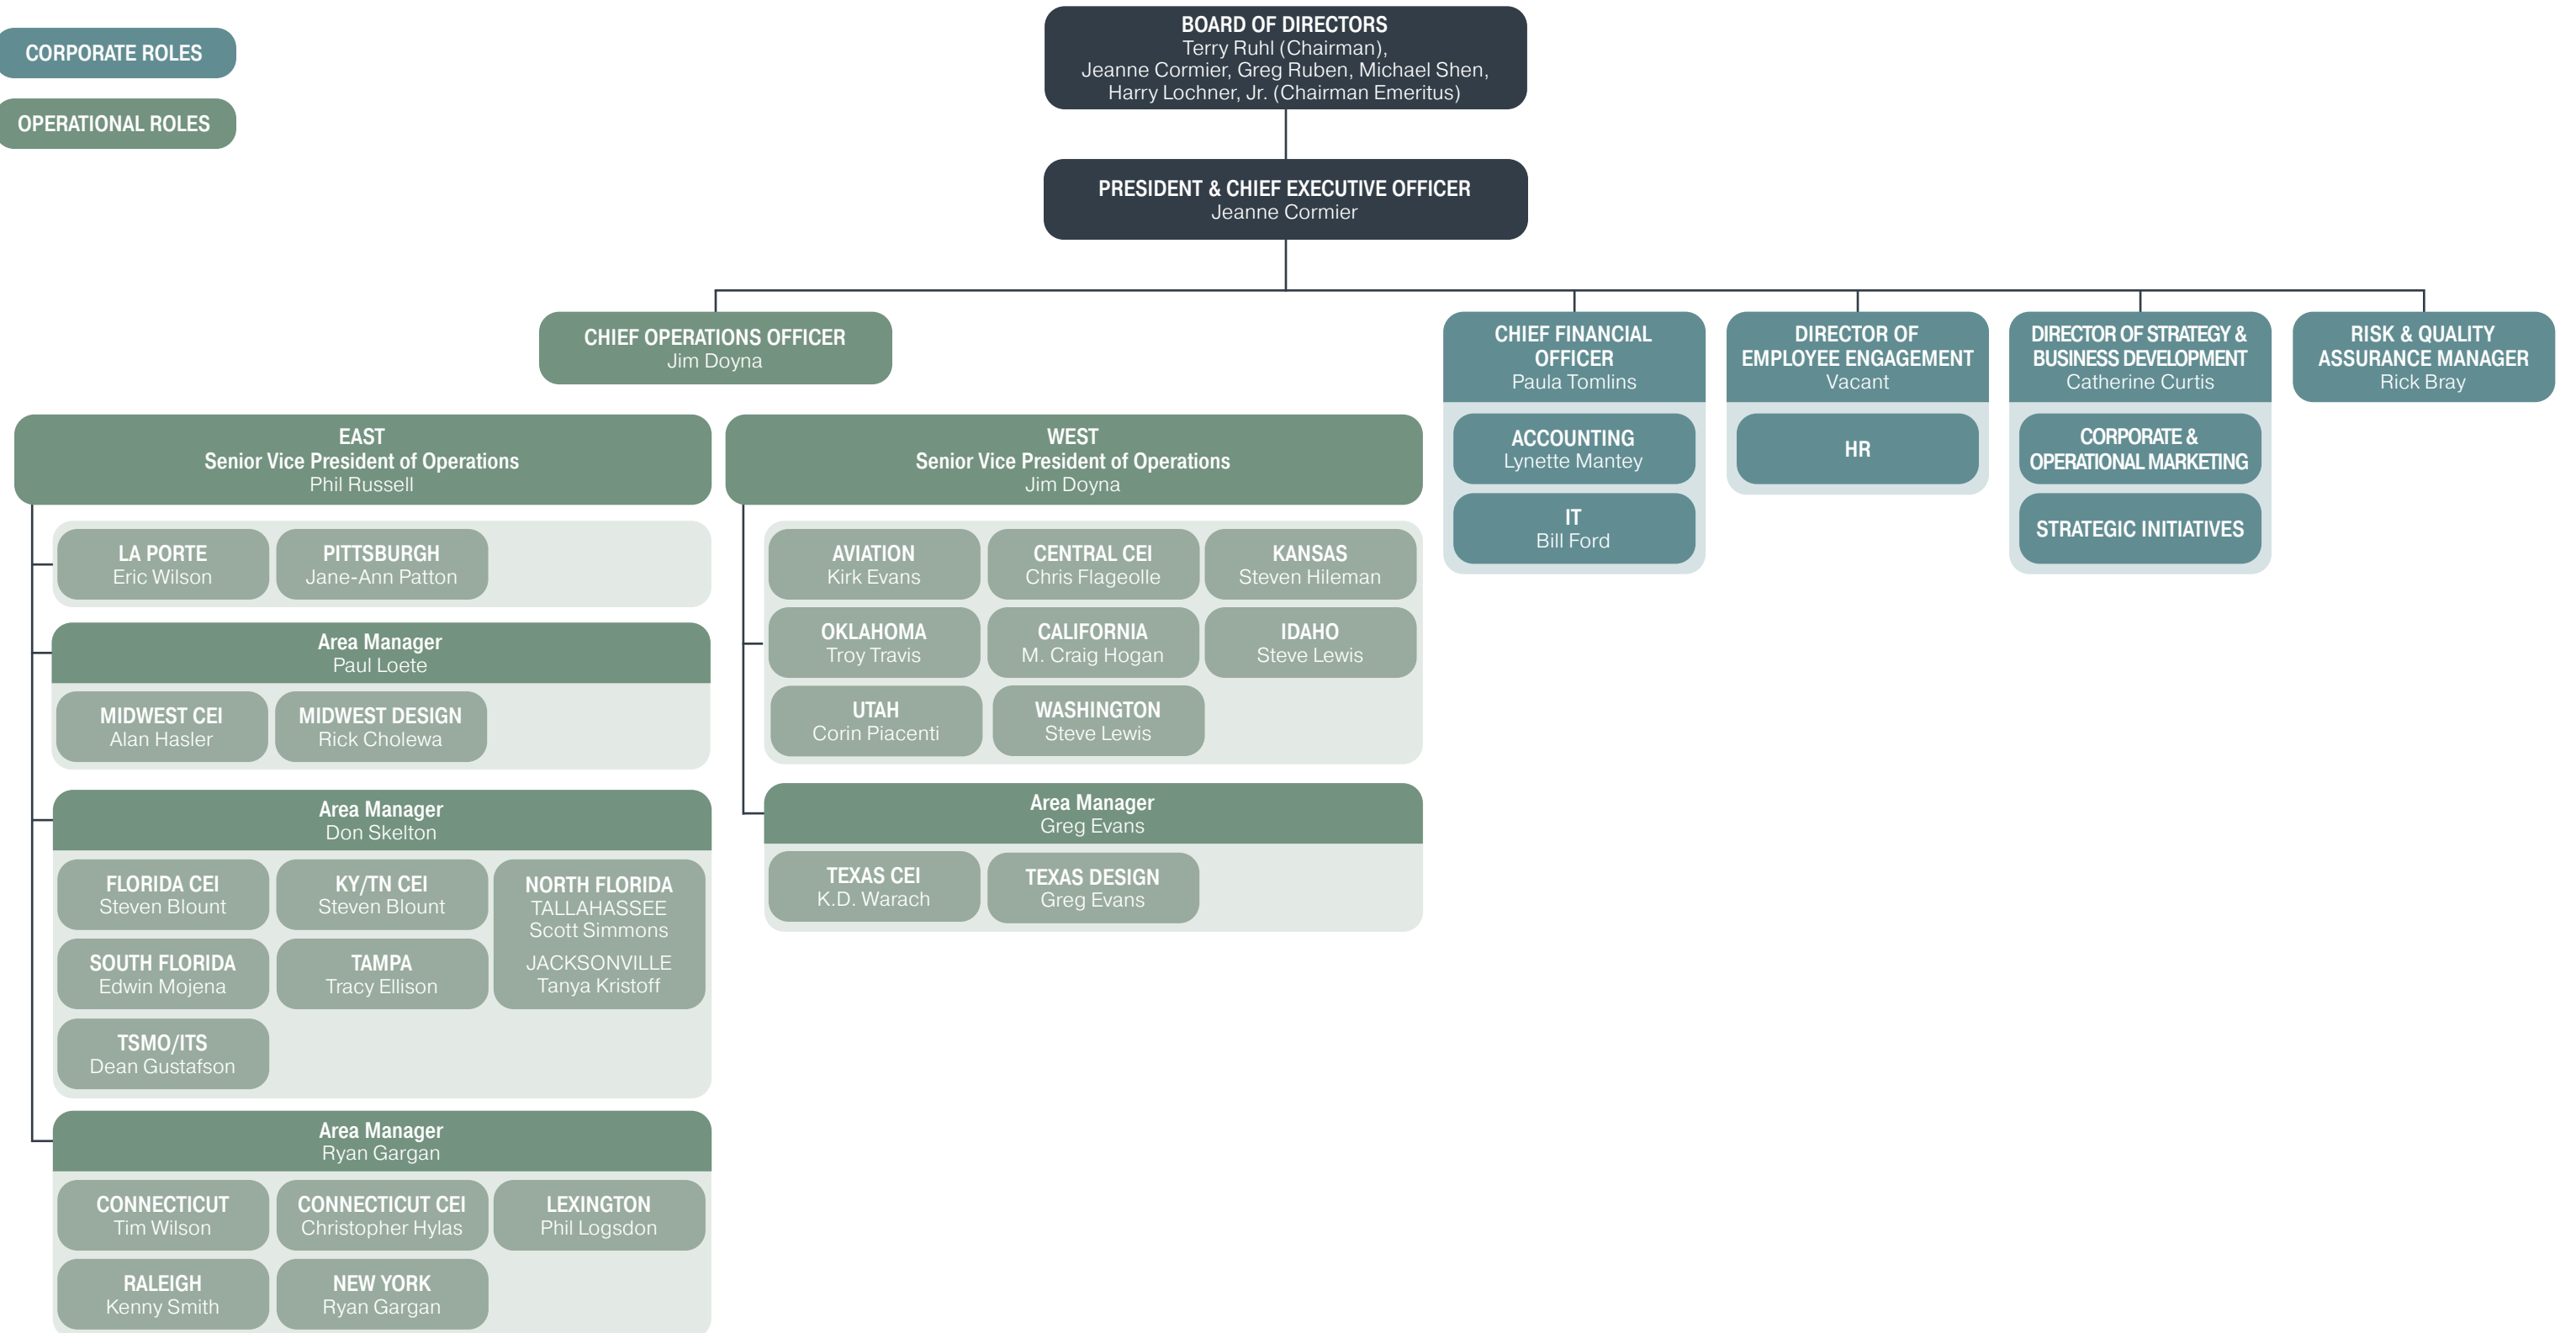 CORPORATE ROLES
OPERATIONAL ROLES
BOARD OF DIRECTORS
Terry Ruhl (Chairman),
Jeanne Cormier, Greg Ruben, Michael Shen,
Harry Lochner, Jr. (Chairman Emeritus)
PRESIDENT & CHIEF EXECUTIVE OFFICER
Jeanne Cormier
CHIEF OPERATIONS OFFICER
Jim Doyna
EAST
Senior Vice President of Operations
Phil Russell
LA PORTE
Eric Wilson
PITTSBURGH
Jane-Ann Patton
Area Manager
Paul Loete
MIDWEST CEI
Alan Hasler
MIDWEST DESIGN
Rick Cholewa
Area Manager
Don Skelton
FLORIDA CEI
Steven Blount
KY/TN CEI
Steven Blount
NORTH FLORIDA
TALLAHASSEE
Scott Simmons
JACKSONVILLE
Tanya Kristoff
SOUTH FLORIDA
Edwin Mojena
TAMPA
Tracy Ellison
TSMO/ITS
Dean Gustafson
Area Manager
Ryan Gargan
CONNECTICUT
Tim Wilson
CONNECTICUT CEI
Christopher Hylas
LEXINGTON
Phil Logsdon
RALEIGH
Kenny Smith
NEW YORK
Ryan Gargan
WEST
Senior Vice President of Operations
Jim Doyna
AVIATION
Kirk Evans
CENTRAL CEI
Chris Flageolle
KANSAS
Steven Hileman
OKLAHOMA
Troy Travis
CALIFORNIA
M. Craig Hogan
IDAHO
Steve Lewis
UTAH
Corin Piacenti
WASHINGTON
Steve Lewis
Area Manager
Greg Evans
TEXAS CEI
K.D. Warach
TEXAS DESIGN
Greg Evans
CHIEF FINANCIAL
OFFICER
Paula Tomlins
ACCOUNTING
Lynette Mantey
IT
Bill Ford
DIRECTOR OF
EMPLOYEE ENGAGEMENT
Vacant
HR
DIRECTOR OF STRATEGY &
BUSINESS DEVELOPMENT
Catherine Curtis
CORPORATE &
OPERATIONAL MARKETING
STRATEGIC INITIATIVES
RISK & QUALITY
ASSURANCE MANAGER
Rick Bray